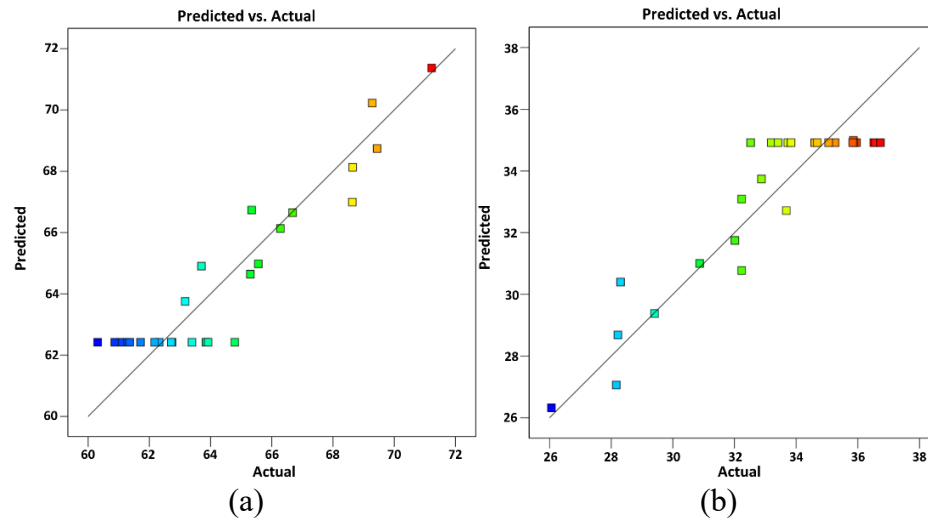 Predicted vs. Actual
72
70
68
66
64
62
60
Predicted
60 62 64 66 68 70 72
Actual
(a)
Predicted vs. Actual
38
36
34
32
30
28
26
Predicted
26 28 30 32 34 36 38
Actual
(b)